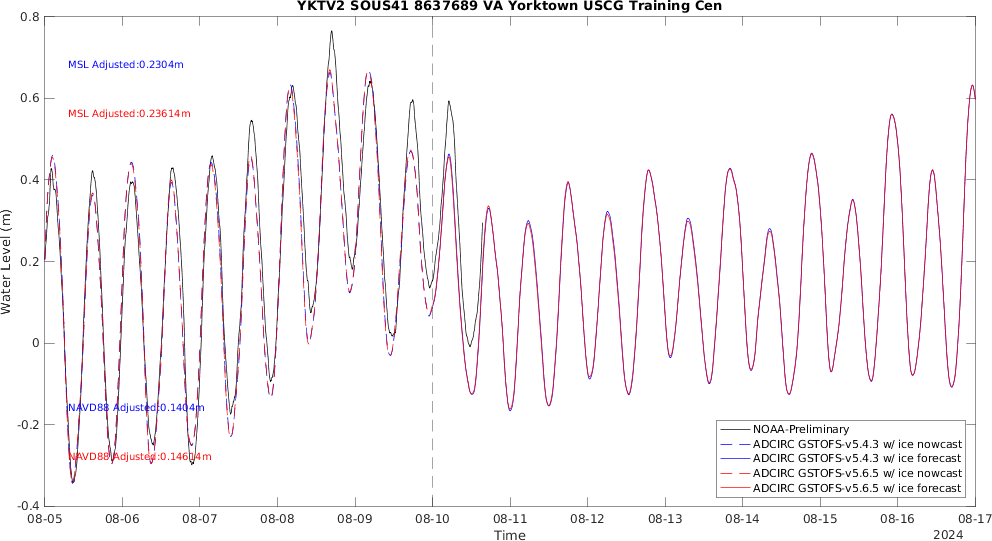 YKTV2 SOUS41 8637689 VA Yorktown USCG Training Cen
0.8
0.6
0.4
0.2
0
-0.2
-0.4
Water Level (m)
MSL Adjusted:0.2304m
MSL Adjusted:0.23614m
NAVD88 Adjusted:0.1404m
NAVD88 Adjusted:0.14614m
NOAA-Preliminary
ADCIRC GSTOFS-v5.4.3 w/ ice nowcast
ADCIRC GSTOFS-v5.4.3 w/ ice forecast
ADCIRC GSTOFS-v5.6.5 w/ ice nowcast
ADCIRC GSTOFS-v5.6.5 w/ ice forecast
08-05 08-06 08-07 08-08 08-09 08-10 08-11 08-12 08-13 08-14 08-15 08-16 08-17
Time
2024